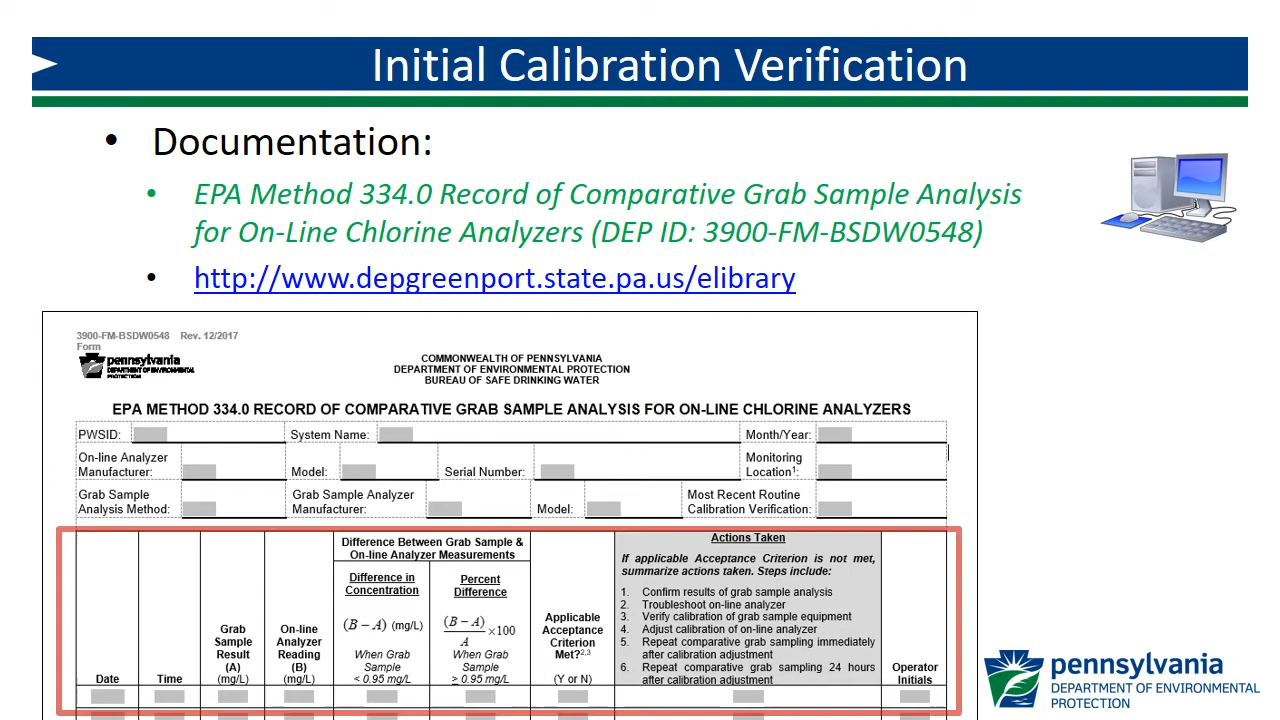 Initial Calibration Verification
• Documentation:
• EPA Method 334.0 Record of Comparative Grab Sample Analysis
for On-Line Chlorine Analyzers (DEP ID: 3900-FM-BSDW0548)
• http://www.depgreenport.state.pa.us/elibrary
3900-FM-BSDW0548 Rev. 12/2017
Form
pennsylvania
DEPARTMENT OF ENVIRONMENTAL
PROTECTION
COMMONWEALTH OF PENNSYLVANIA
DEPARTMENT OF ENVIRONMENTAL PROTECTION
BUREAU OF SAFE DRINKING WATER
EPA METHOD 334.0 RECORD OF COMPARATIVE GRAB SAMPLE ANALYSIS FOR ON-LINE CHLORINE ANALYZERS
PWSID: System Name: Month/Year:
On-line Analyzer
Manufacturer: Model: Serial Number: Monitoring
Location1:
Grab Sample
Analysis Method: Grab Sample Analyzer
Manufacturer: Model: Most Recent Routine
Calibration Verification:
Date
Time
Grab
Sample
Result
(A)
(mg/L)
On-line
Analyzer
Reading
(B)
(mg/L)
Difference Between Grab Sample &
On-line Analyzer Measurements
Difference in
Concentration
(B – A) (mg/L)
When Grab
Sample
< 0.95 mg/L
Percent
Difference
(B – A)
A
×100
When Grab
Sample
≥ 0.95 mg/L
Applicable
Acceptance
Criterion
Met?2,3
(Y or N)
Actions Taken
If applicable Acceptance Criterion is not met,
summarize actions taken. Steps include:
1. Confirm results of grab sample analysis
2. Troubleshoot on-line analyzer
3. Verify calibration of grab sample equipment
4. Adjust calibration of on-line analyzer
5. Repeat comparative grab sampling immediately
after calibration adjustment
6. Repeat comparative grab sampling 24 hours
after calibration adjustment
Operator
Initials
pennsylvania
DEPARTMENT OF ENVIRONMENTAL
PROTECTION